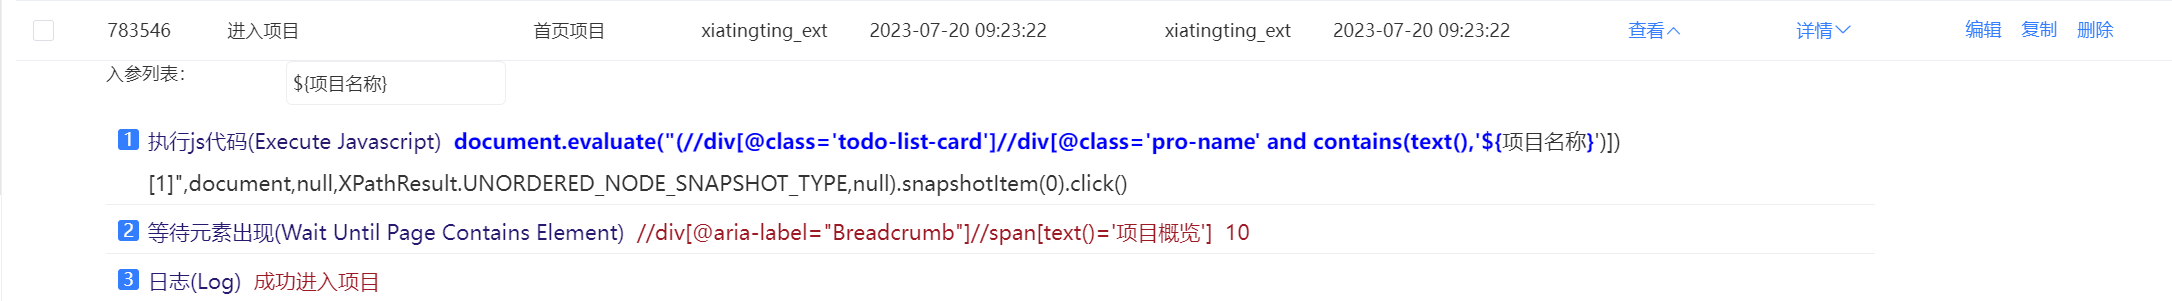 783546 进入项目 首页项目 xiatingting_ext 2023-07-20 09:23:22 xiatingting_ext 2023-07-20 09:23:22 查看 详情 编辑 复制 删除
入参列表: ${项目名称}
1 执行js代码(Execute Javascript) document.evaluate("(//div[@class='todo-list-card']//div[@class='pro-name' and contains(text(),'${项目名称}')])
[1]",document,null,XPathResult.UNORDERED_NODE_SNAPSHOT_TYPE,null).snapshotItem(0).click()
2 等待元素出现(Wait Until Page Contains Element) //div[@aria-label="Breadcrumb"]//span[text()='项目概览'] 10
3 日志(Log) 成功进入项目